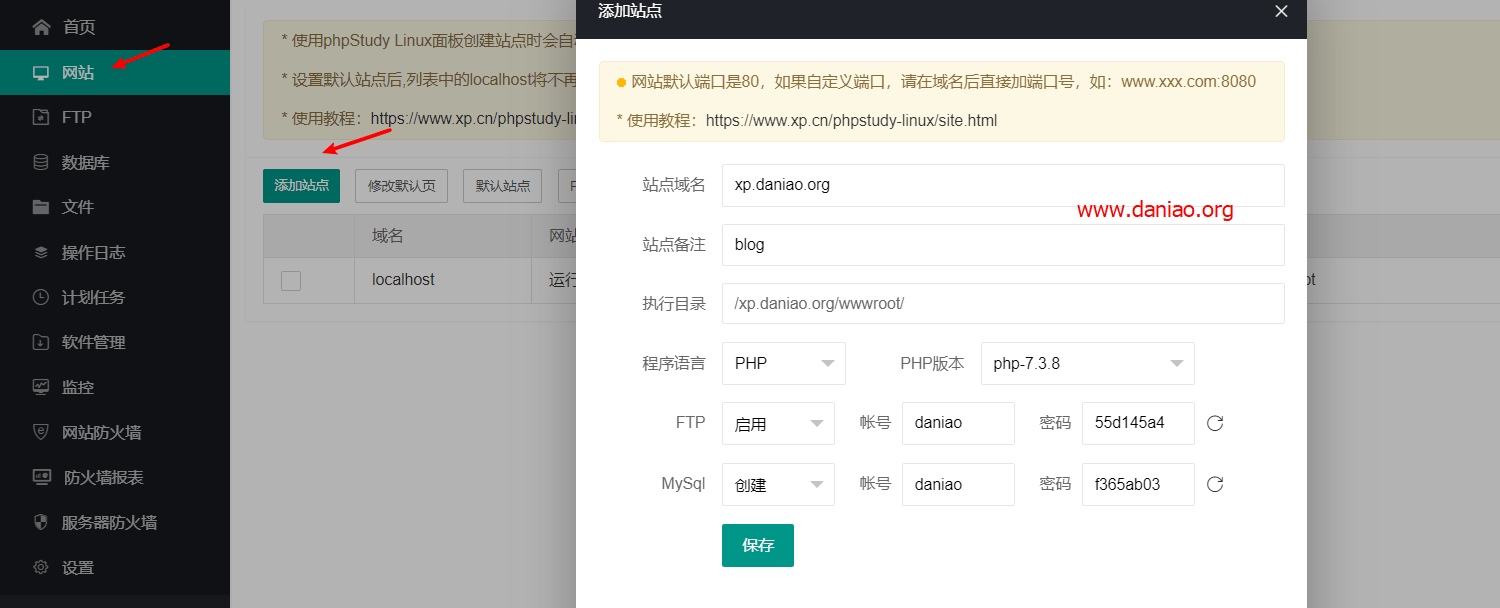 首页
网站
FTP
数据库
文件
操作日志
计划任务
软件管理
监控
网站防火墙
防火墙报表
服务器防火墙
设置
* 使用phpStudy Linux面板创建站点时会自
* 设置默认站点后,列表中的localhost将不再
* 使用教程：https://www.xp.cn/phpstudy-li
添加站点
修改默认页
默认站点
域名
网站
localhost
运行
添加站点
网站默认端口是80，如果自定义端口，请在域名后直接加端口号，如：www.xxx.com:8080
* 使用教程：https://www.xp.cn/phpstudy-linux/site.html
站点域名 xp.daniao.org
www.daniao.org
站点备注 blog
执行目录 /xp.daniao.org/wwwroot/
程序语言 PHP PHP版本 php-7.3.8
FTP 启用 帐号 daniao 密码 55d145a4
MySql 创建 帐号 daniao 密码 f365ab03
保存